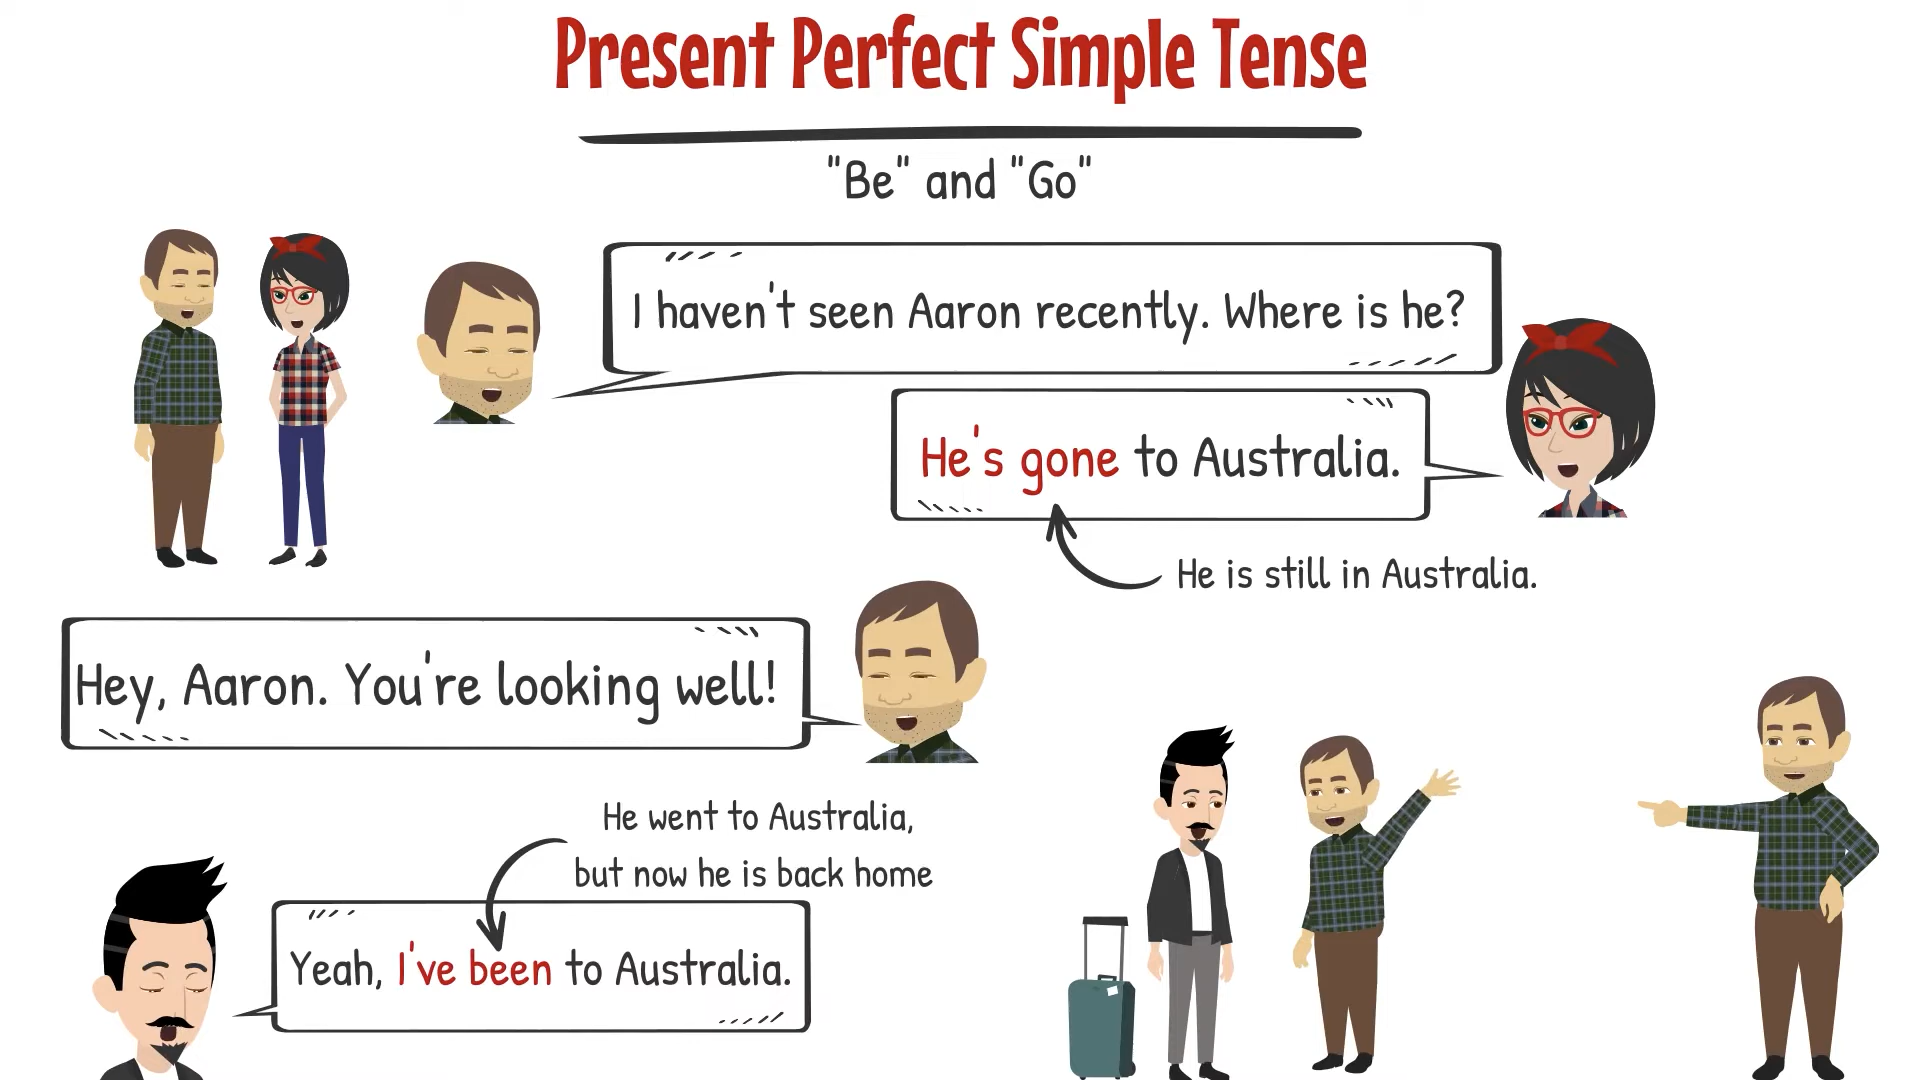 Present Perfect Simple Tense
"Be" and "Go"
I haven't seen Aaron recently. Where is he?
He's gone to Australia.
He is still in Australia.
Hey, Aaron. You're looking well!
He went to Australia,
but now he is back home
Yeah, I've been to Australia.